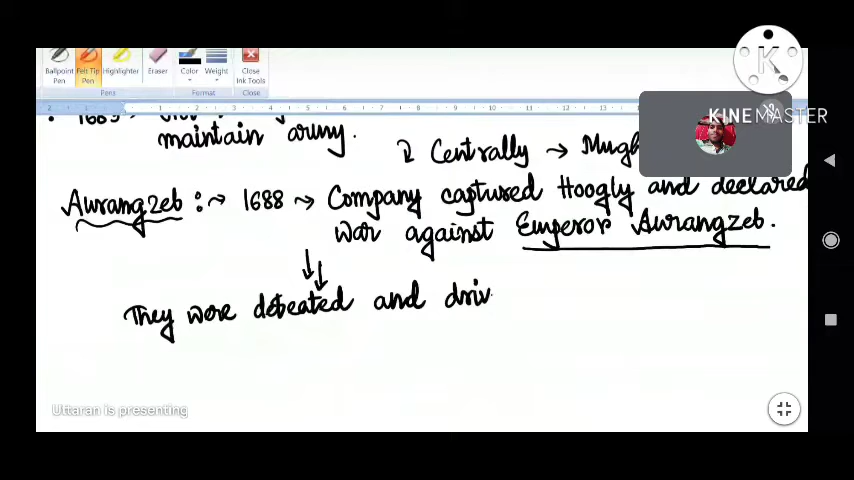 Ballpoint Pen
Felt Tip Pen
Highlighter
Eraser
Color
Weight
Close Ink Tools
Pens
Format
Close
KINEMASTER
maintain army.
Centrally → Mugh
Aurangzeb :→ 1688 → Company captured Hoogly and declared
war against Emperor Aurangzeb.
They were defeated and driv
Uttaran is presenting